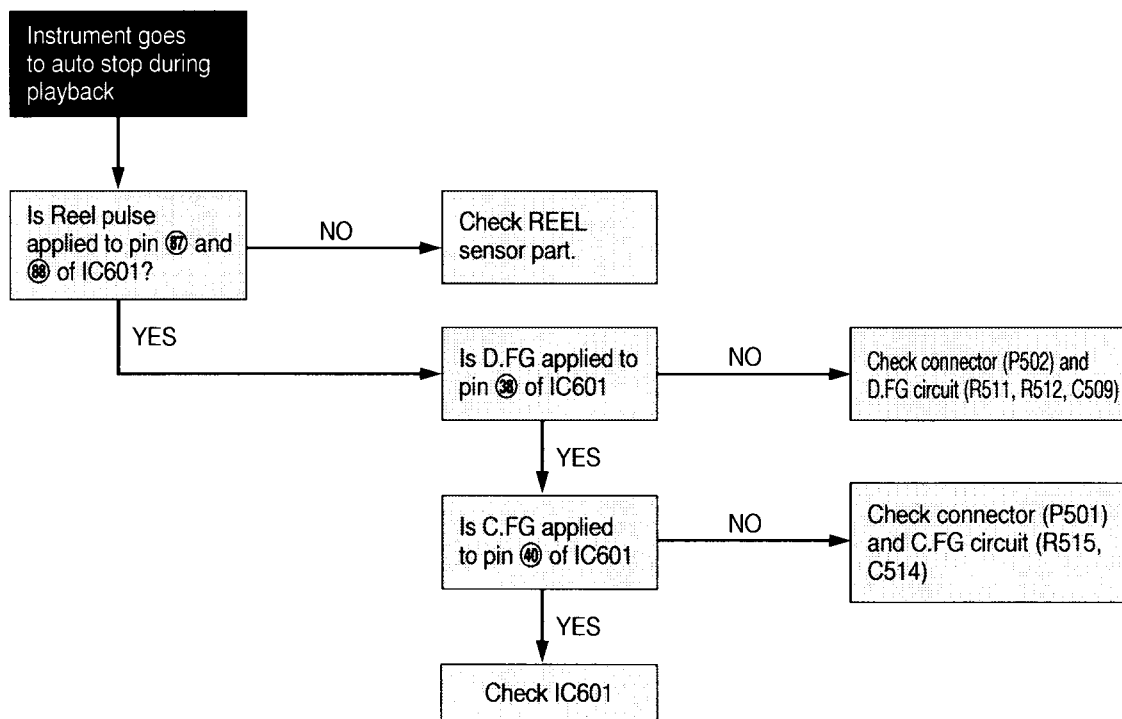 Instrument goes
to auto stop during
playback
Is Reel pulse
applied to pin 87 and
88 of IC601?
NO
Check REEL
sensor part.
YES
Is D.FG applied to
pin 38 of IC601
NO
Check connector (P502) and
D.FG circuit (R511, R512, C509)
YES
Is C.FG applied
to pin 40 of IC601
NO
Check connector (P501)
and C.FG circuit (R515,
C514)
YES
Check IC601